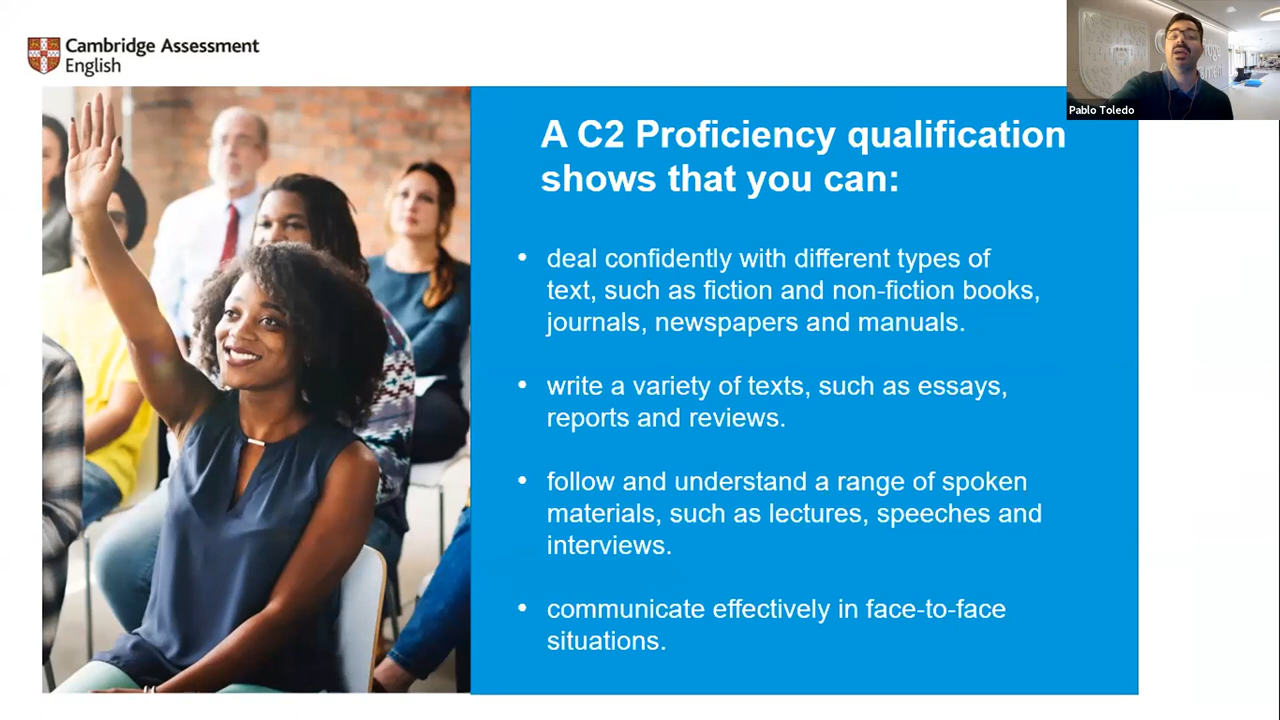 Cambridge Assessment
English
Pablo Toledo
A C2 Proficiency qualification
shows that you can:
• deal confidently with different types of
text, such as fiction and non-fiction books,
journals, newspapers and manuals.
• write a variety of texts, such as essays,
reports and reviews.
• follow and understand a range of spoken
materials, such as lectures, speeches and
interviews.
• communicate effectively in face-to-face
situations.